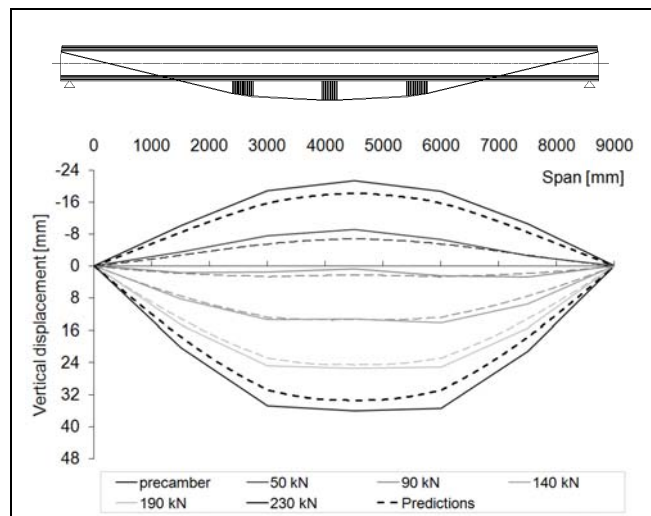 0 1000 2000 3000 4000 5000 6000 7000 8000 9000
Span [mm]
Vertical displacement [mm]
-24
-16
-8
0
8
16
24
32
40
48
precamber 50 kN 90 kN 140 kN
190 kN 230 kN Predictions